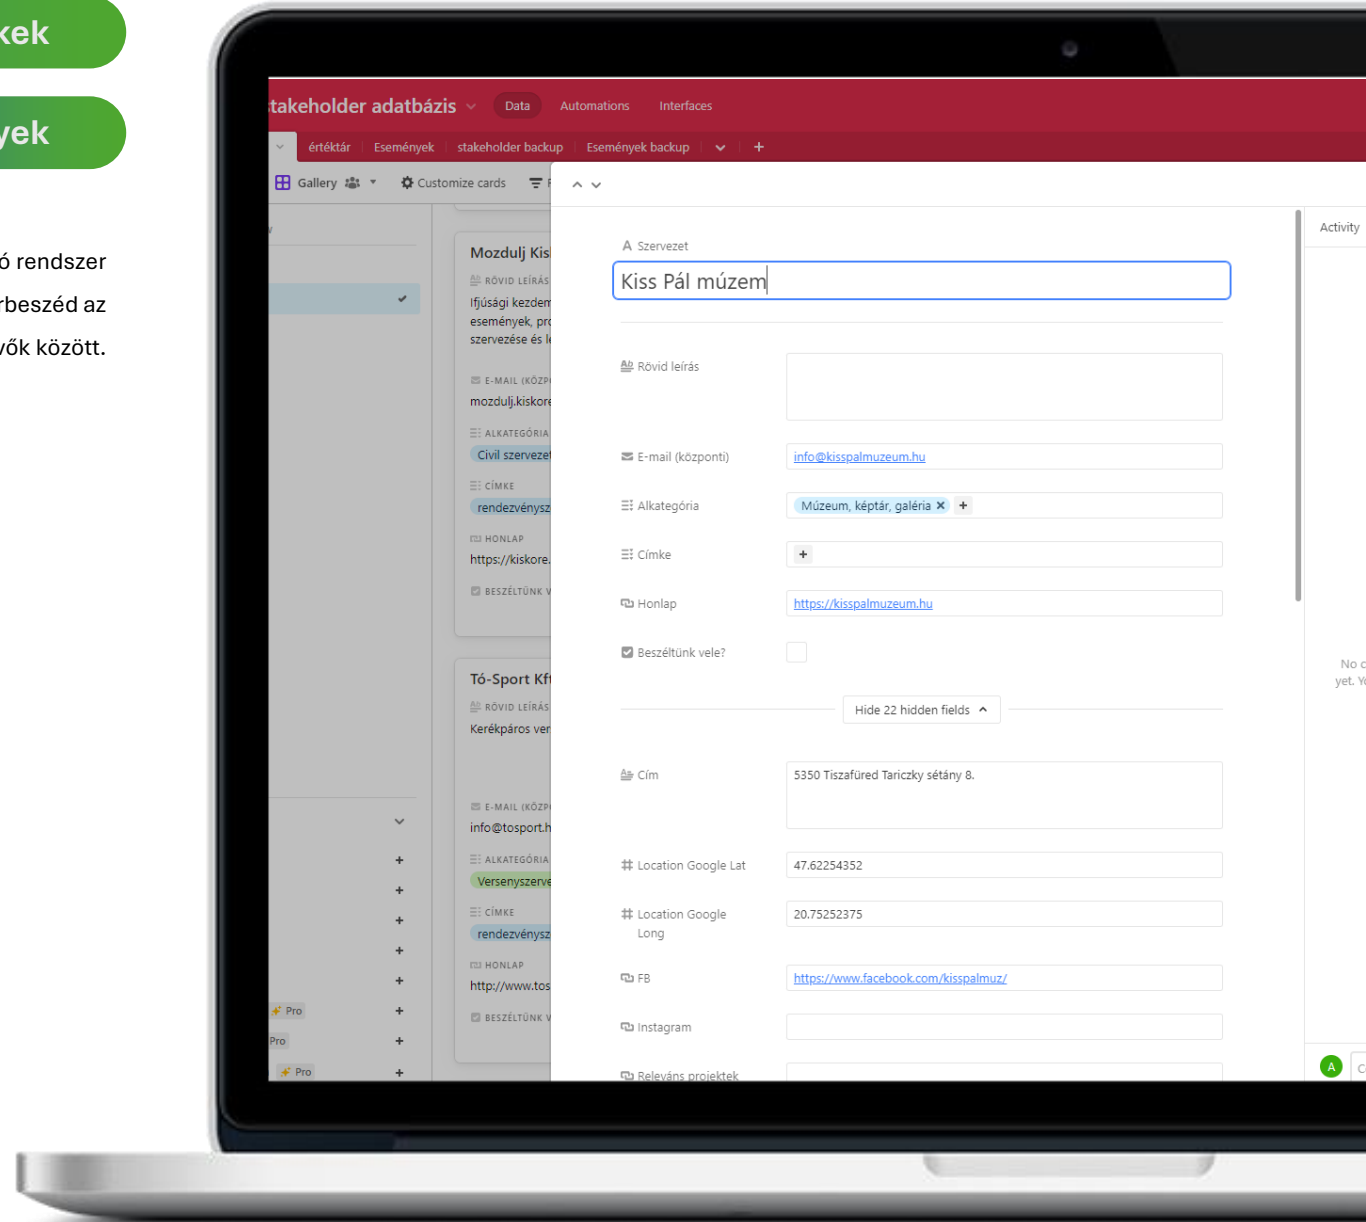 kek
yek
ó rendszer
rbeszéd az
vők között.
takeholder adatbázis
Data
Automations
Interfaces
értéktár
Események
stakeholder backup
Események backup
Gallery
Customize cards
Mozdulj Kis
RÖVID LEÍRÁS
Ifjúsági kezdem
események, pro
szervezése és le
E-MAIL (KÖZP
mozdulj.kiskore
ALKATEGÓRIA
Civil szervezet
CÍMKE
rendezvénysz
HONLAP
https://kiskore.
BESZÉLTÜNK V
Tó-Sport Kft
RÖVID LEÍRÁS
Kerékpáros ver
E-MAIL (KÖZP
info@tosport.h
ALKATEGÓRIA
Versenyszerve
CÍMKE
rendezvénysz
HONLAP
http://www.tos
BESZÉLTÜNK V
Pro
Pro
Pro
Szervezet
Kiss Pál múzem
Rövid leírás
E-mail (központi)
info@kisspalmuzeum.hu
Alkategória
Múzeum, képtár, galéria
Címke
Honlap
https://kisspalmuzeum.hu
Beszéltünk vele?
Hide 22 hidden fields
Cím
5350 Tiszafüred Tariczky sétány 8.
Location Google Lat
47.62254352
Location Google
Long
20.75252375
FB
https://www.facebook.com/kisspalmuz/
Instagram
Releváns projektek
Activity
No c
yet. Yo
A